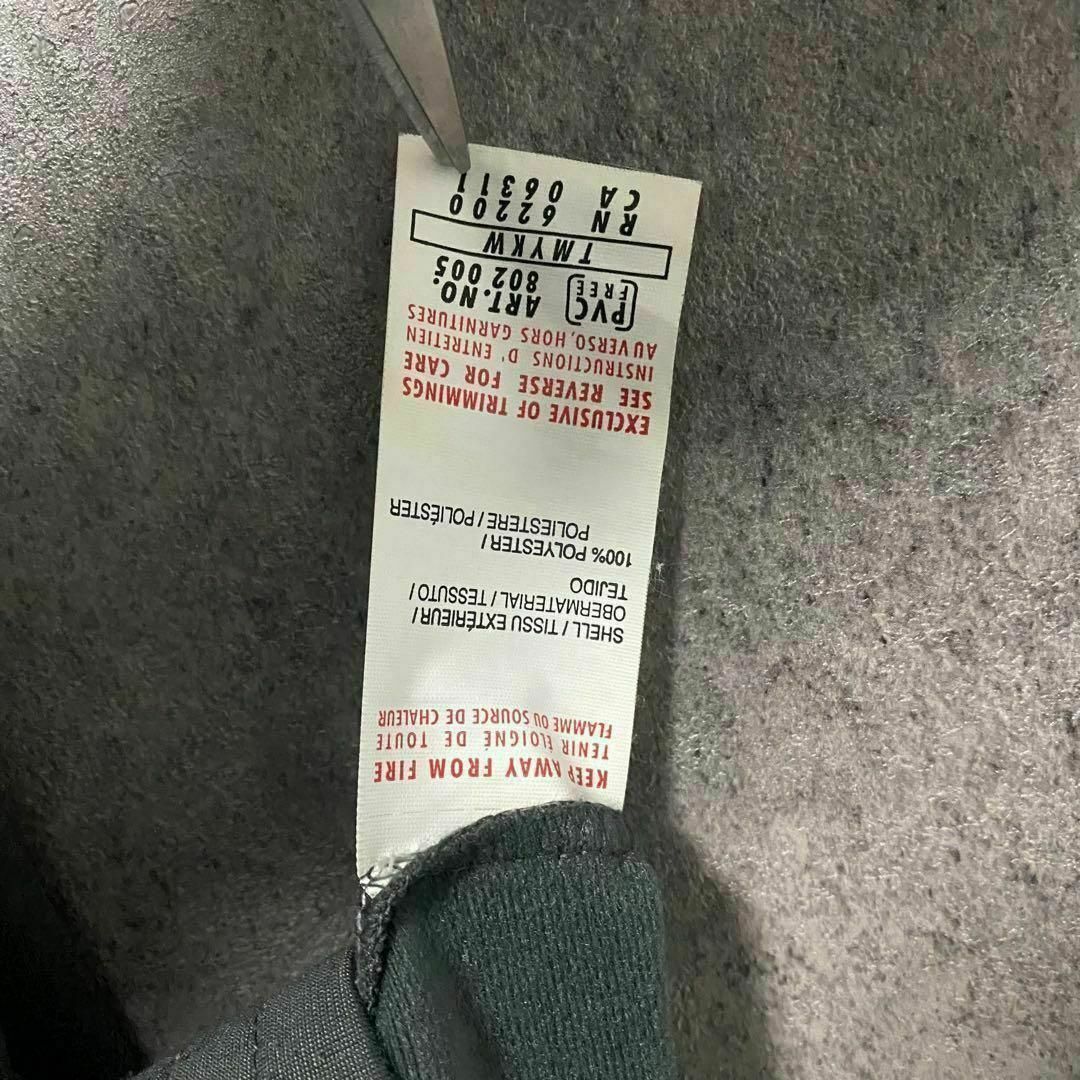 KEEP AWAY FROM FIRE
TENIR ÉLOIGNÉ DE TOUTE
FLAMME OU SOURCE DE CHALEUR
SHELL / TISSU EXTÉRIEUR /
OBERMATERIAL / TESSUTO /
TEJIDO
100% POLYESTER /
POLIESTERE / POLIÉSTER
EXCLUSIVE OF TRIMMINGS
SEE REVERSE FOR CARE
INSTRUCTIONS D'ENTRETIEN
AU VERSO, HORS GARNITURES
PVC FREE ART.NO. 802 005
TMYKW
RN 62200
CA 06311